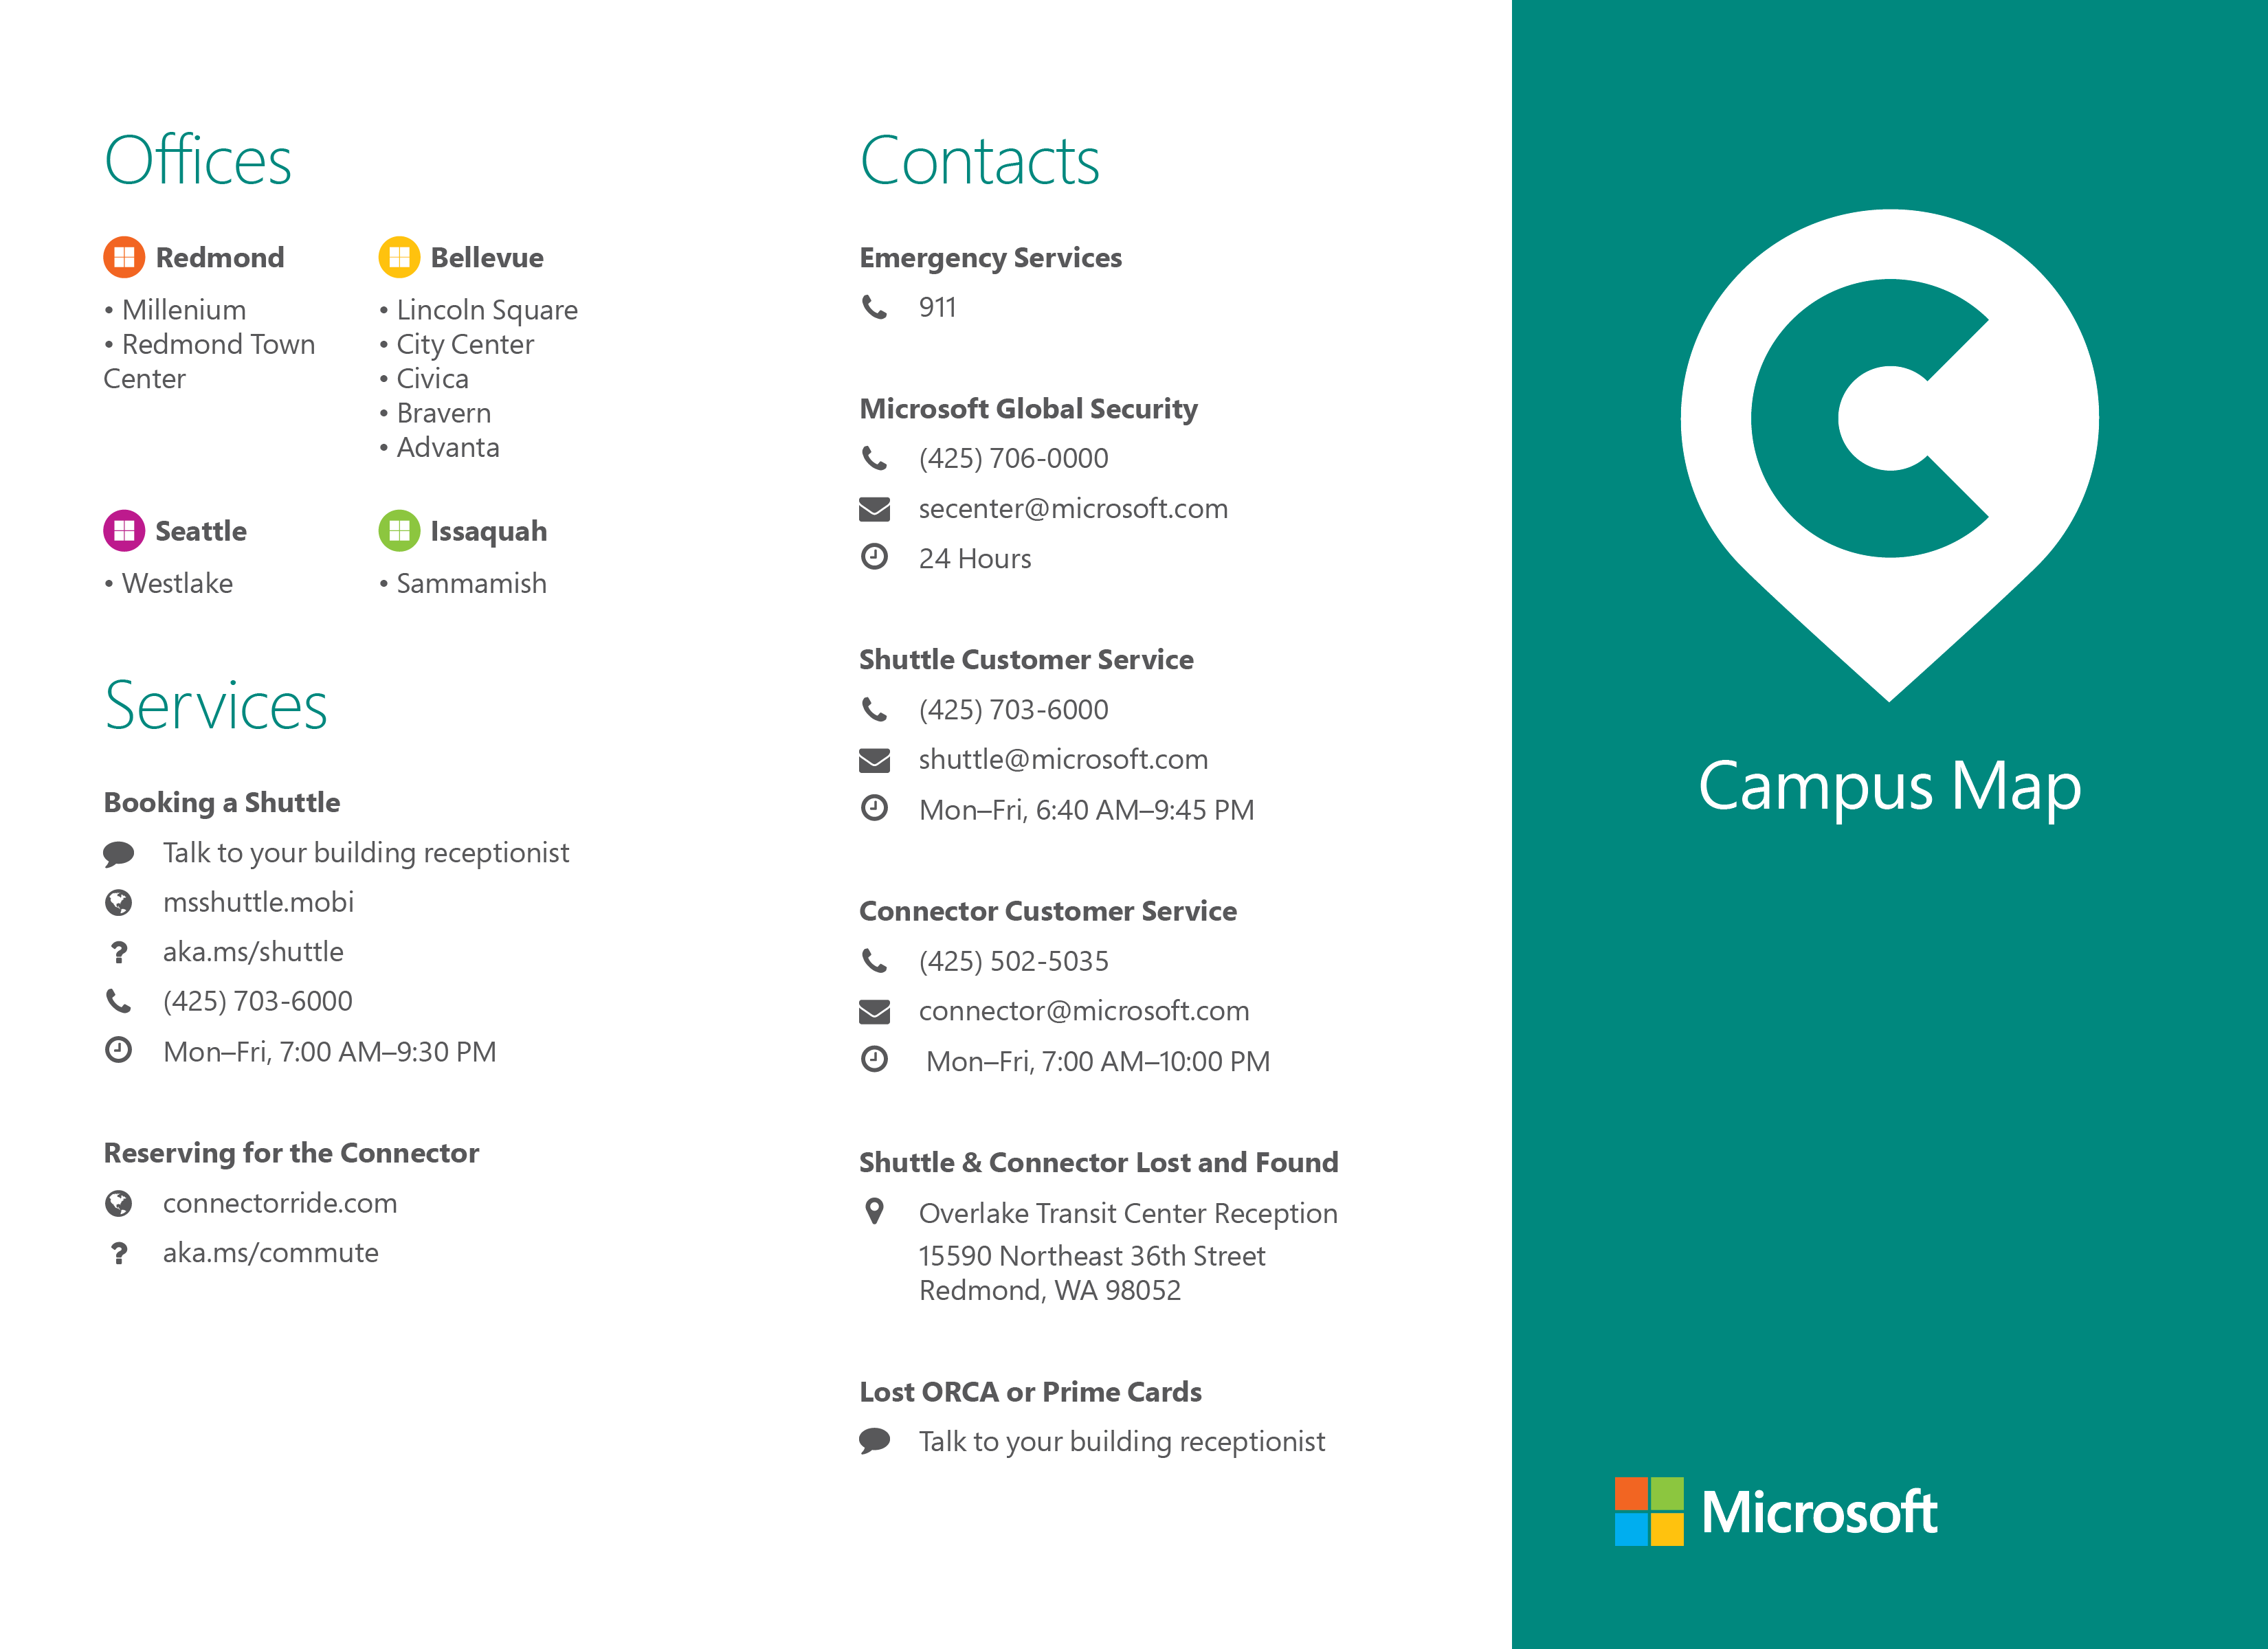 Offices
Redmond
• Millenium
• Redmond Town
Center
Bellevue
• Lincoln Square
• City Center
• Civica
• Bravern
• Advanta
Seattle
• Westlake
Issaquah
• Sammamish
Services
Booking a Shuttle
Talk to your building receptionist
msshuttle.mobi
? aka.ms/shuttle
(425) 703-6000
Mon–Fri, 7:00 AM–9:30 PM
Reserving for the Connector
connectorride.com
? aka.ms/commute
Contacts
Emergency Services
911
Microsoft Global Security
(425) 706-0000
secenter@microsoft.com
24 Hours
Shuttle Customer Service
(425) 703-6000
shuttle@microsoft.com
Mon–Fri, 6:40 AM–9:45 PM
Connector Customer Service
(425) 502-5035
connector@microsoft.com
Mon–Fri, 7:00 AM–10:00 PM
Shuttle & Connector Lost and Found
Overlake Transit Center Reception
15590 Northeast 36th Street
Redmond, WA 98052
Lost ORCA or Prime Cards
Talk to your building receptionist
C
Campus Map
Microsoft